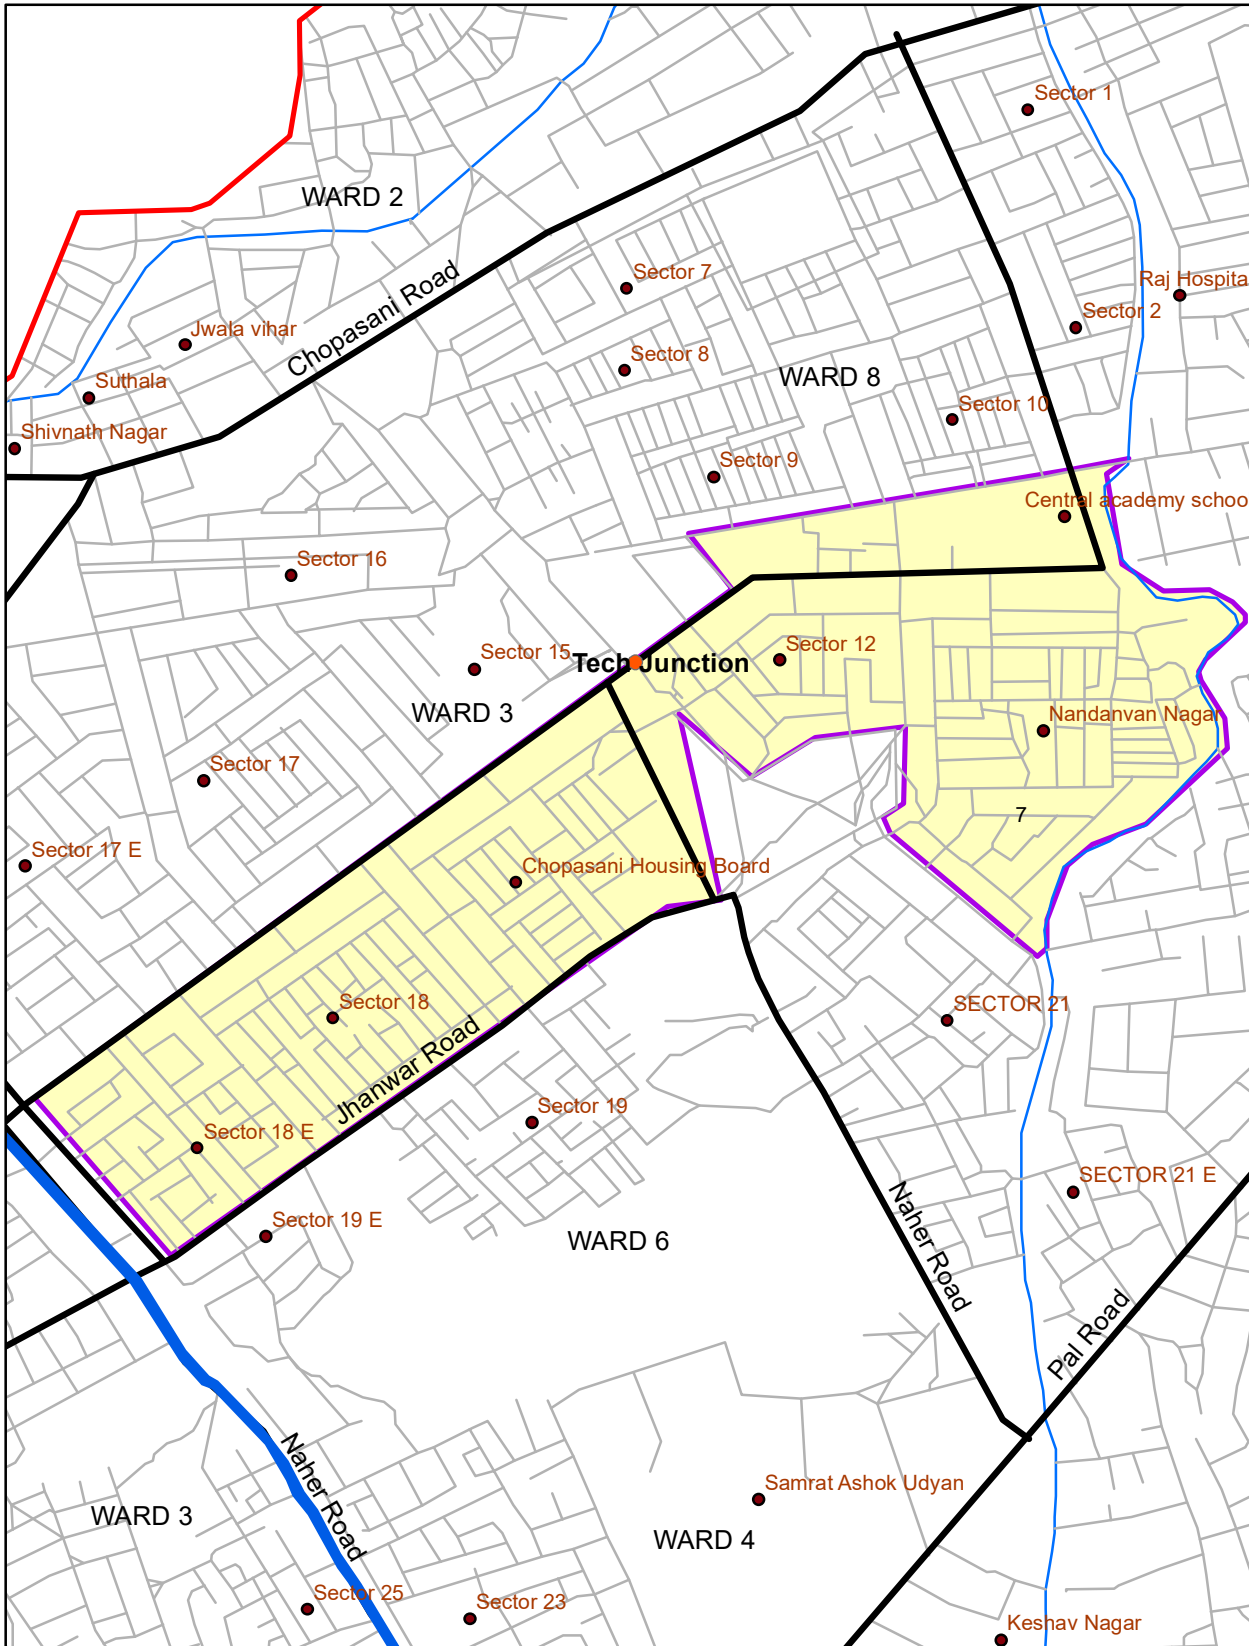 Sector 1
WARD 2
Sector 7
Raj Hospita
Chopasani Road
Sector 2
Jwala vihar
Sector 8
WARD 8
Suthala
Sector 10
Shivnath Nagar
Sector 9
Central academy schoo
Sector 16
Sector 15
Tech Junction
Sector 12
WARD 3
Nandanvan Nagar
Sector 17
7
Sector 17 E
Chopasani Housing Board
Sector 18
SECTOR 21
Jhanwar Road
Sector 19
Sector 18 E
SECTOR 21 E
Sector 19 E
WARD 6
Naher Road
Pal Road
Naher Road
Samrat Ashok Udyan
WARD 3
WARD 4
Sector 25
Sector 23
Keshav Nagar